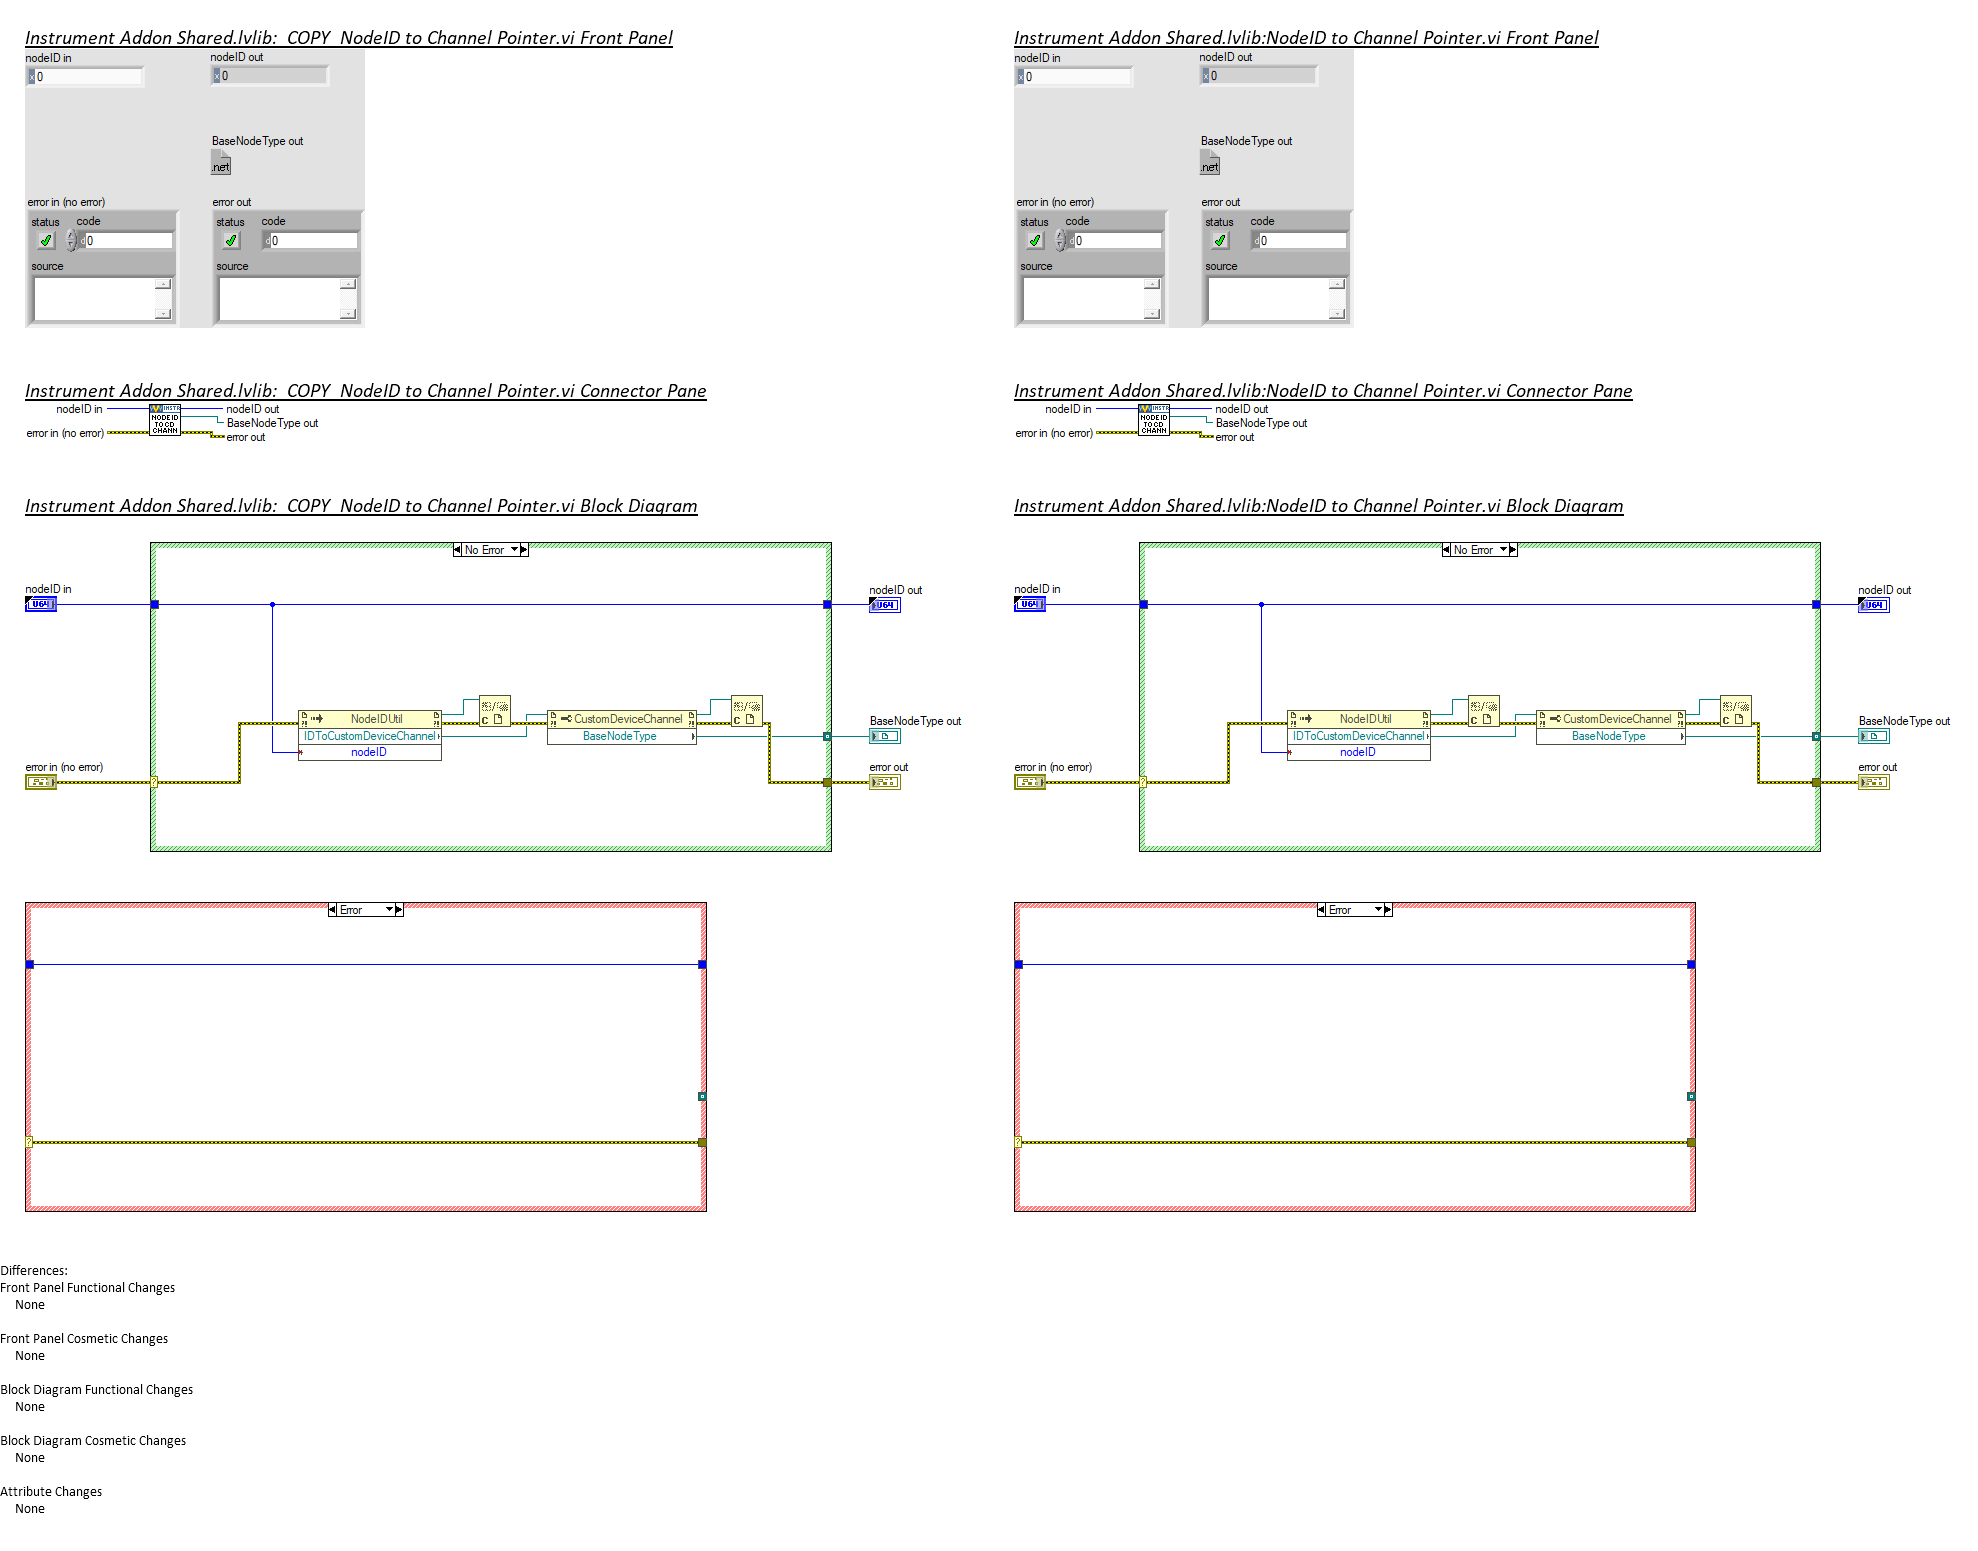 Instrument Addon Shared.lvlib:  COPY  NodeID to Channel Pointer.vi Front Panel
nodeID in
nodeID out
x 0
x 0
BaseNodeType out
.net
error in (no error)
error out
status
code
status
code
d 0
d 0
source
source
Instrument Addon Shared.lvlib:NodeID to Channel Pointer.vi Front Panel
nodeID in
nodeID out
x 0
x 0
BaseNodeType out
.net
error in (no error)
error out
status
code
status
code
d 0
d 0
source
source
Instrument Addon Shared.lvlib:  COPY  NodeID to Channel Pointer.vi Connector Pane
nodeID in
INSTR
nodeID out
NODE ID
TO CD
CHANN
BaseNodeType out
error in (no error)
error out
Instrument Addon Shared.lvlib:NodeID to Channel Pointer.vi Connector Pane
nodeID in
INSTR
nodeID out
NODE ID
TO CD
CHANN
BaseNodeType out
error in (no error)
error out
Instrument Addon Shared.lvlib:  COPY  NodeID to Channel Pointer.vi Block Diagram
No Error
nodeID in
U64
nodeID out
U64
NodeIDUtil
IDToCustomDeviceChannel
nodeID
C
CustomDeviceChannel
BaseNodeType
C
BaseNodeType out
error in (no error)
?
error out
Error
?
Instrument Addon Shared.lvlib:NodeID to Channel Pointer.vi Block Diagram
No Error
nodeID in
U64
nodeID out
U64
NodeIDUtil
IDToCustomDeviceChannel
nodeID
C
CustomDeviceChannel
BaseNodeType
C
BaseNodeType out
error in (no error)
?
error out
Error
?
Differences:
Front Panel Functional Changes
None
Front Panel Cosmetic Changes
None
Block Diagram Functional Changes
None
Block Diagram Cosmetic Changes
None
Attribute Changes
None